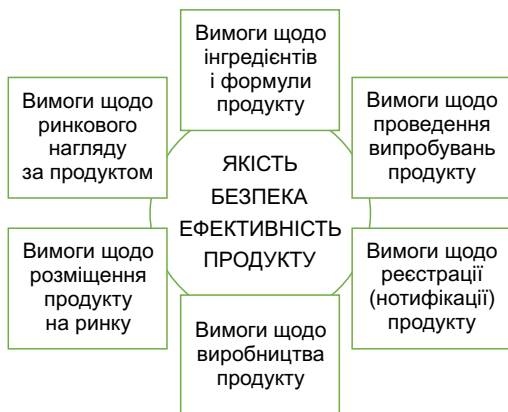 Вимоги щодо
інгредієнтів
і формули
продукту
Вимоги щодо
ринкового
нагляду
за продуктом
Вимоги щодо
проведення
випробувань
продукту
ЯКІСТЬ
БЕЗПЕКА
ЕФЕКТИВНІСТЬ
ПРОДУКТУ
Вимоги щодо
розміщення
продукту
на ринку
Вимоги щодо
реєстрації
(нотифікації)
продукту
Вимоги щодо
виробництва
продукту